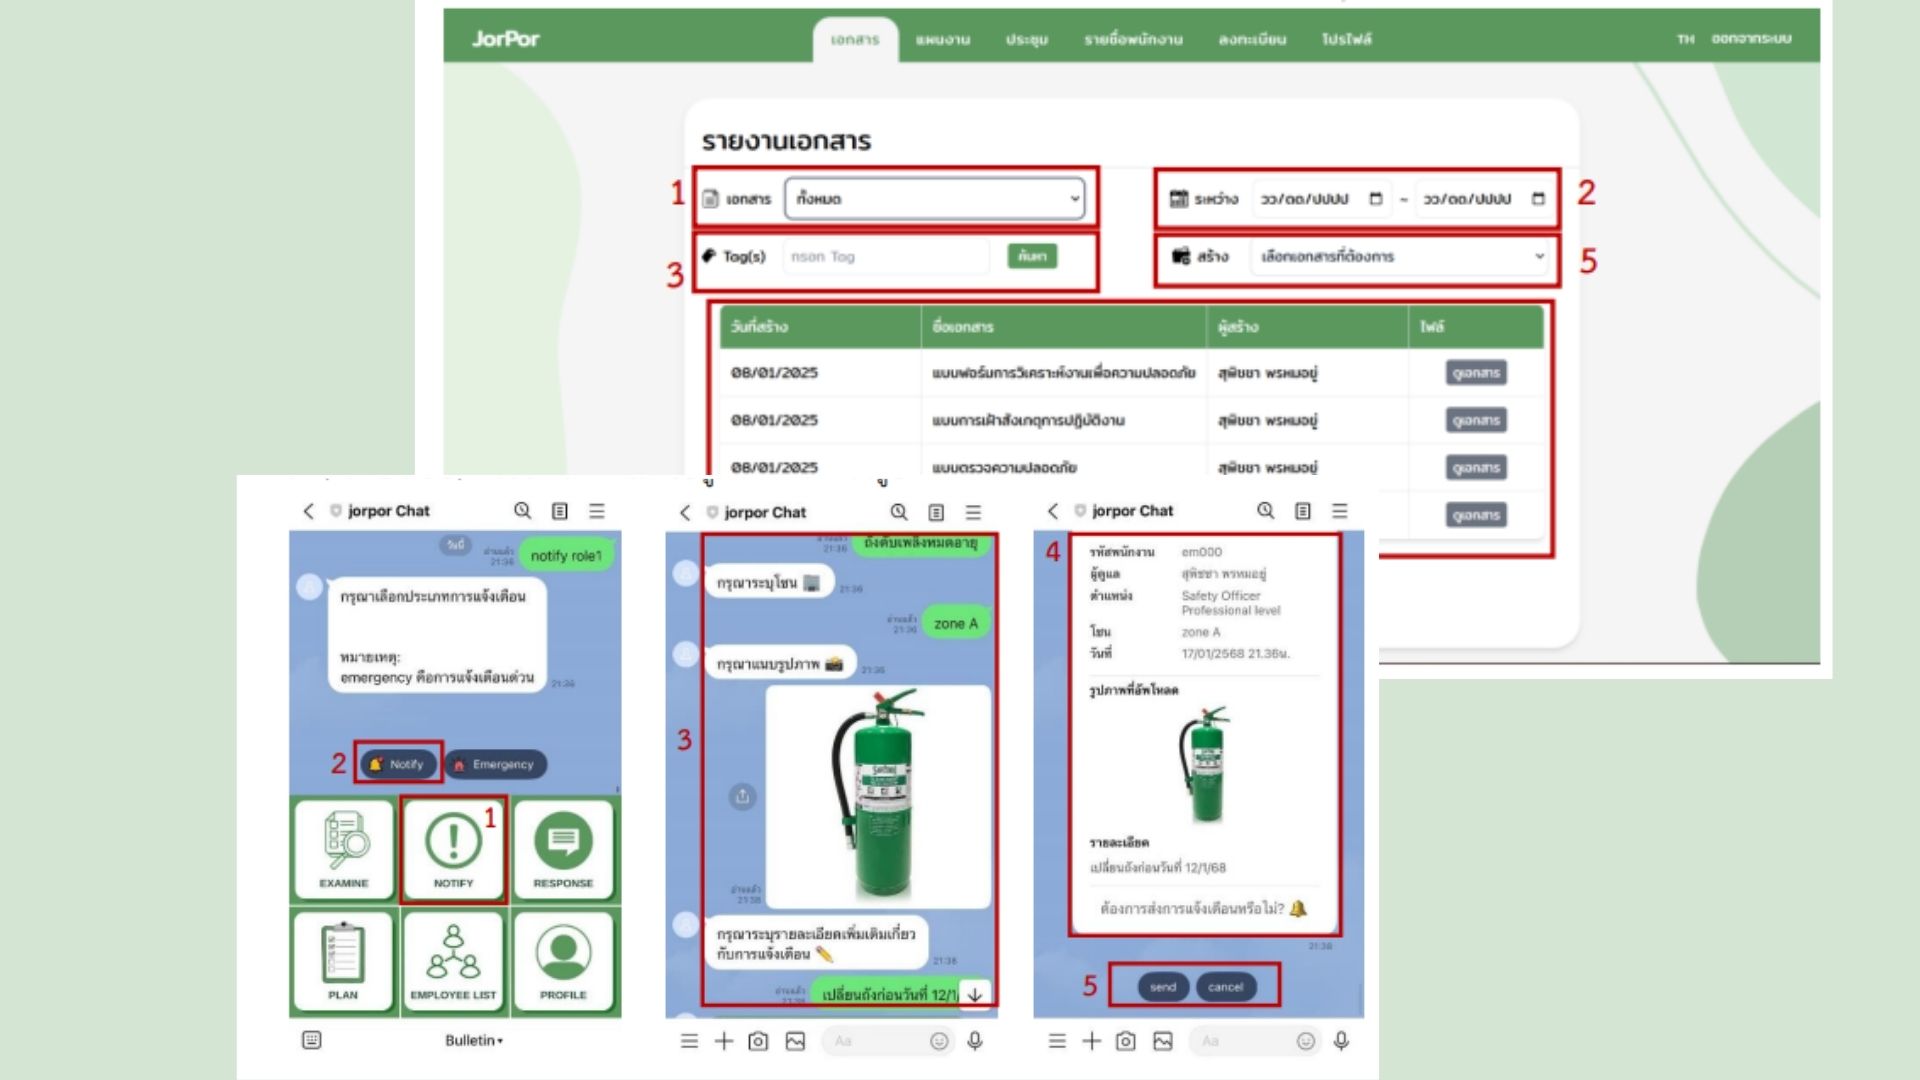 JorPor
เอกสาร แผนงาน ประชุม รายชื่อพนักงาน ลงทะเบียน โปรไฟล์ TH ออกจากระบบ
รายงานเอกสาร
1 เอกสาร ทั้งหมด
ระหว่าง วว/ดด/ปปปป ~ วว/ดด/ปปปป 2
3 Tag(s) กรอก Tag ค้นหา
สร้าง เลือกเอกสารที่ต้องการ 5
วันที่สร้าง ชื่อเอกสาร ผู้สร้าง ไฟล์
08/01/2025 แบบฟอร์มการวิเคราะห์งานเพื่อความปลอดภัย สุพิชชา พรหมอยู่ ดูเอกสาร
08/01/2025 แบบการเฝ้าสังเกตุการปฏิบัติงาน สุพิชชา พรหมอยู่ ดูเอกสาร
08/01/2025 แบบตรวจความปลอดภัย สุพิชชา พรหมอยู่ ดูเอกสาร
ดูเอกสาร
jorpor Chat
วันนี้
อ่านแล้ว
21:36
notify role1
กรุณาเลือกประเภทการแจ้งเตือน
หมายเหตุ:
emergency คือการแจ้งเตือนด่วน
21:36
2 Notify Emergency
1
EXAMINE NOTIFY RESPONSE
PLAN EMPLOYEE LIST PROFILE
Bulletin
jorpor Chat
21:36
ถังดับเพลิงหมดอายุ
กรุณาระบุโซน 21:36
อ่านแล้ว
21:36
zone A
กรุณาแนบรูปภาพ 21:36
3
อ่านแล้ว
21:38
กรุณาระบุรายละเอียดเพิ่มเติมเกี่ยว
กับการแจ้งเตือน 21:38
อ่านแล้ว
เปลี่ยนถังก่อนวันที่ 12/1/
Aa
jorpor Chat
4
รหัสพนักงาน em000
ผู้ดูแล สุพิชชา พรหมอยู่
ตำแหน่ง Safety Officer
Professional level
โซน zone A
วันที่ 17/01/2568 21.36น.
รูปภาพที่อัพโหลด
รายละเอียด
เปลี่ยนถังก่อนวันที่ 12/1/68
ต้องการส่งการแจ้งเตือนหรือไม่?
21:38
5 send cancel
Aa